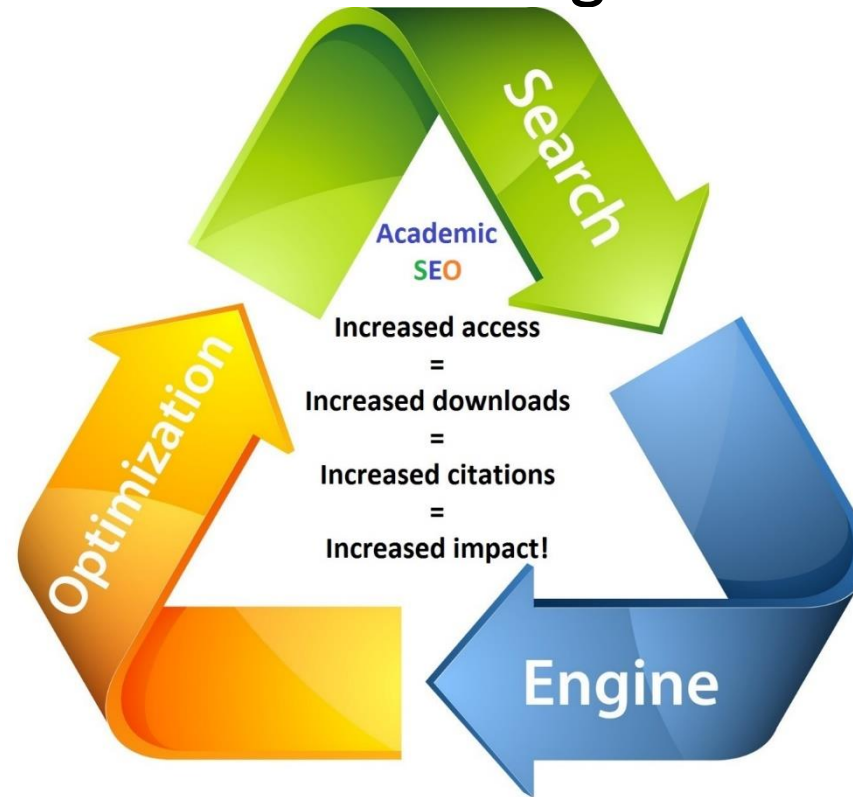 Search
Academic
SEO
Increased access
=
Increased downloads
=
Increased citations
=
Increased impact!
Optimization
Engine